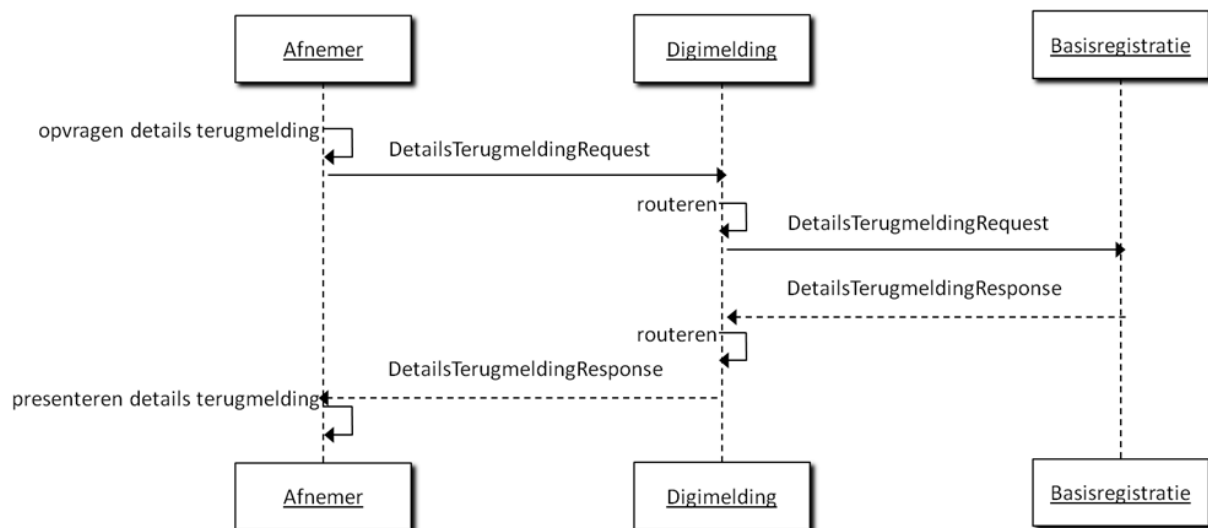 Afnemer
Digimelding
Basisregistratie
opvragen details terugmelding
DetailsTerugmeldingRequest
routeren
DetailsTerugmeldingRequest
DetailsTerugmeldingResponse
routeren
DetailsTerugmeldingResponse
presenteren details terugmelding
Afnemer
Digimelding
Basisregistratie